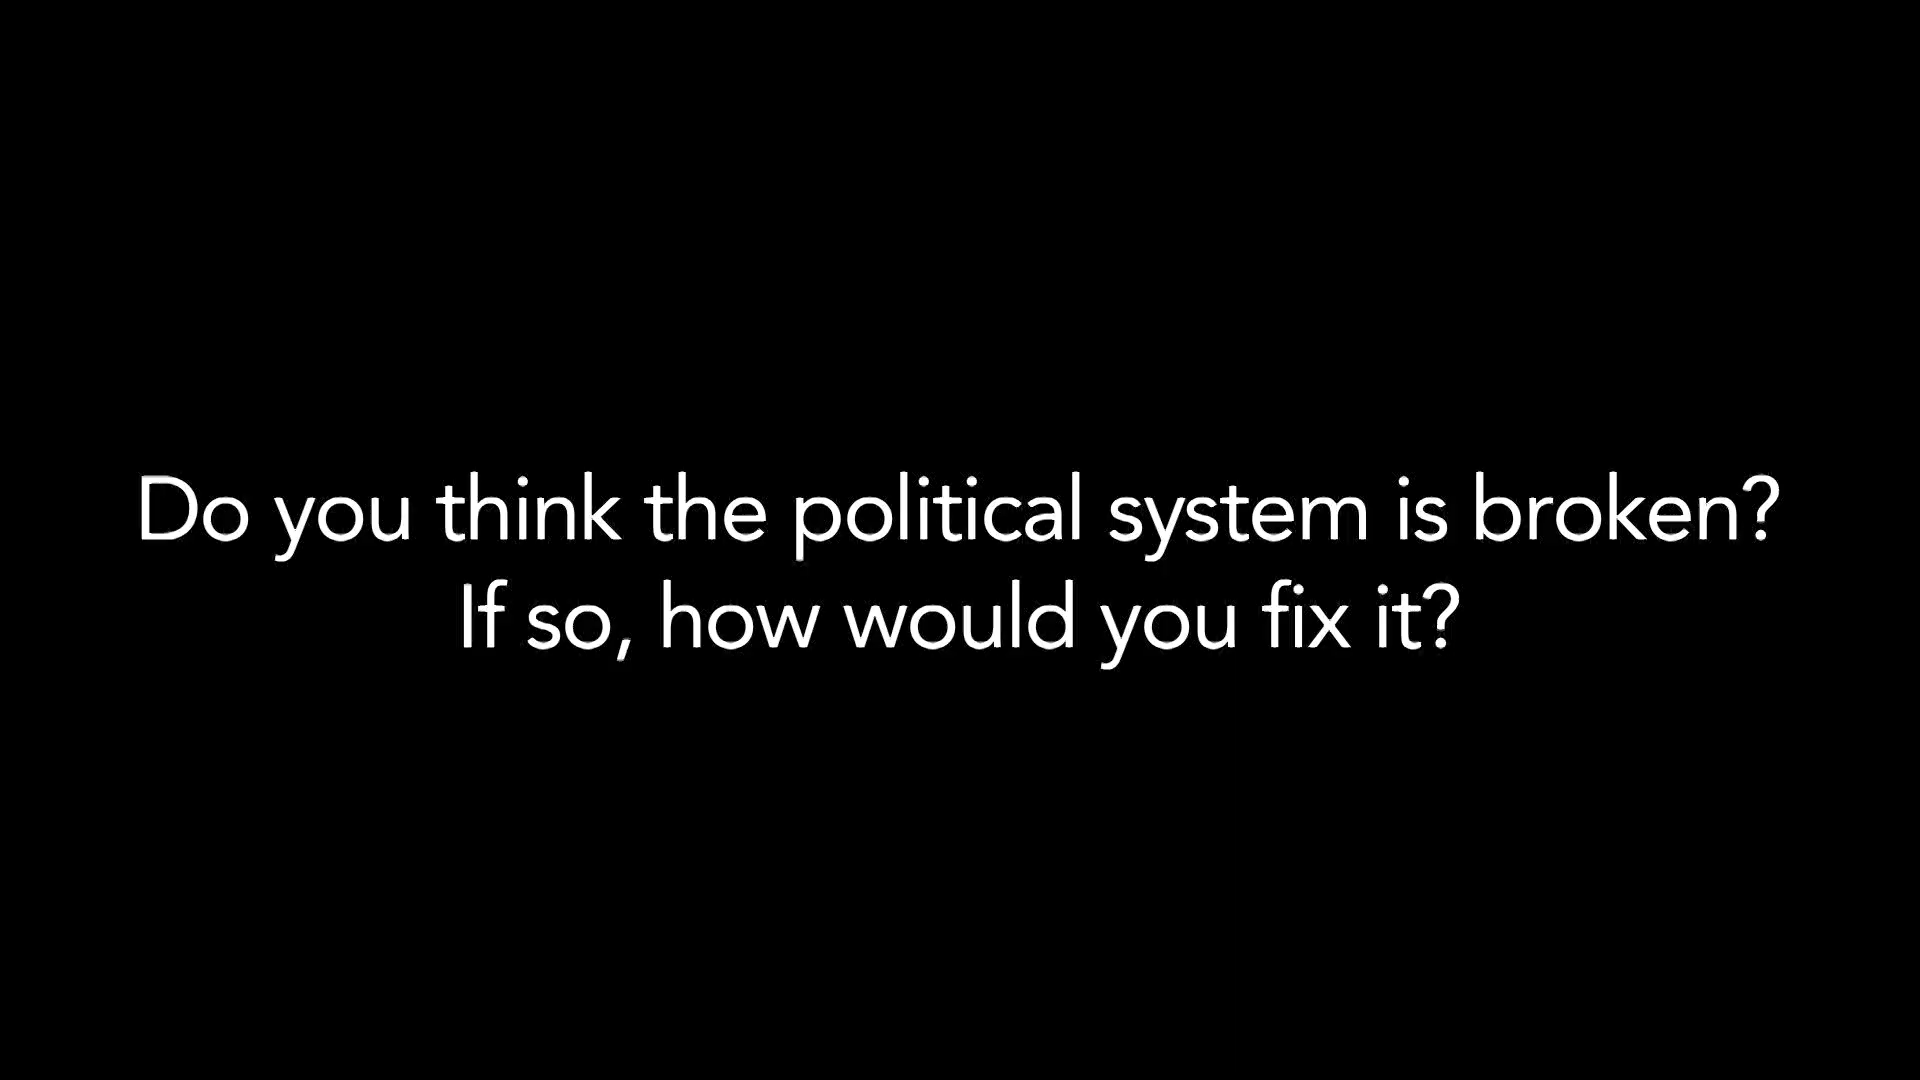 Do you think the political system is broken?
If so, how would you fix it?